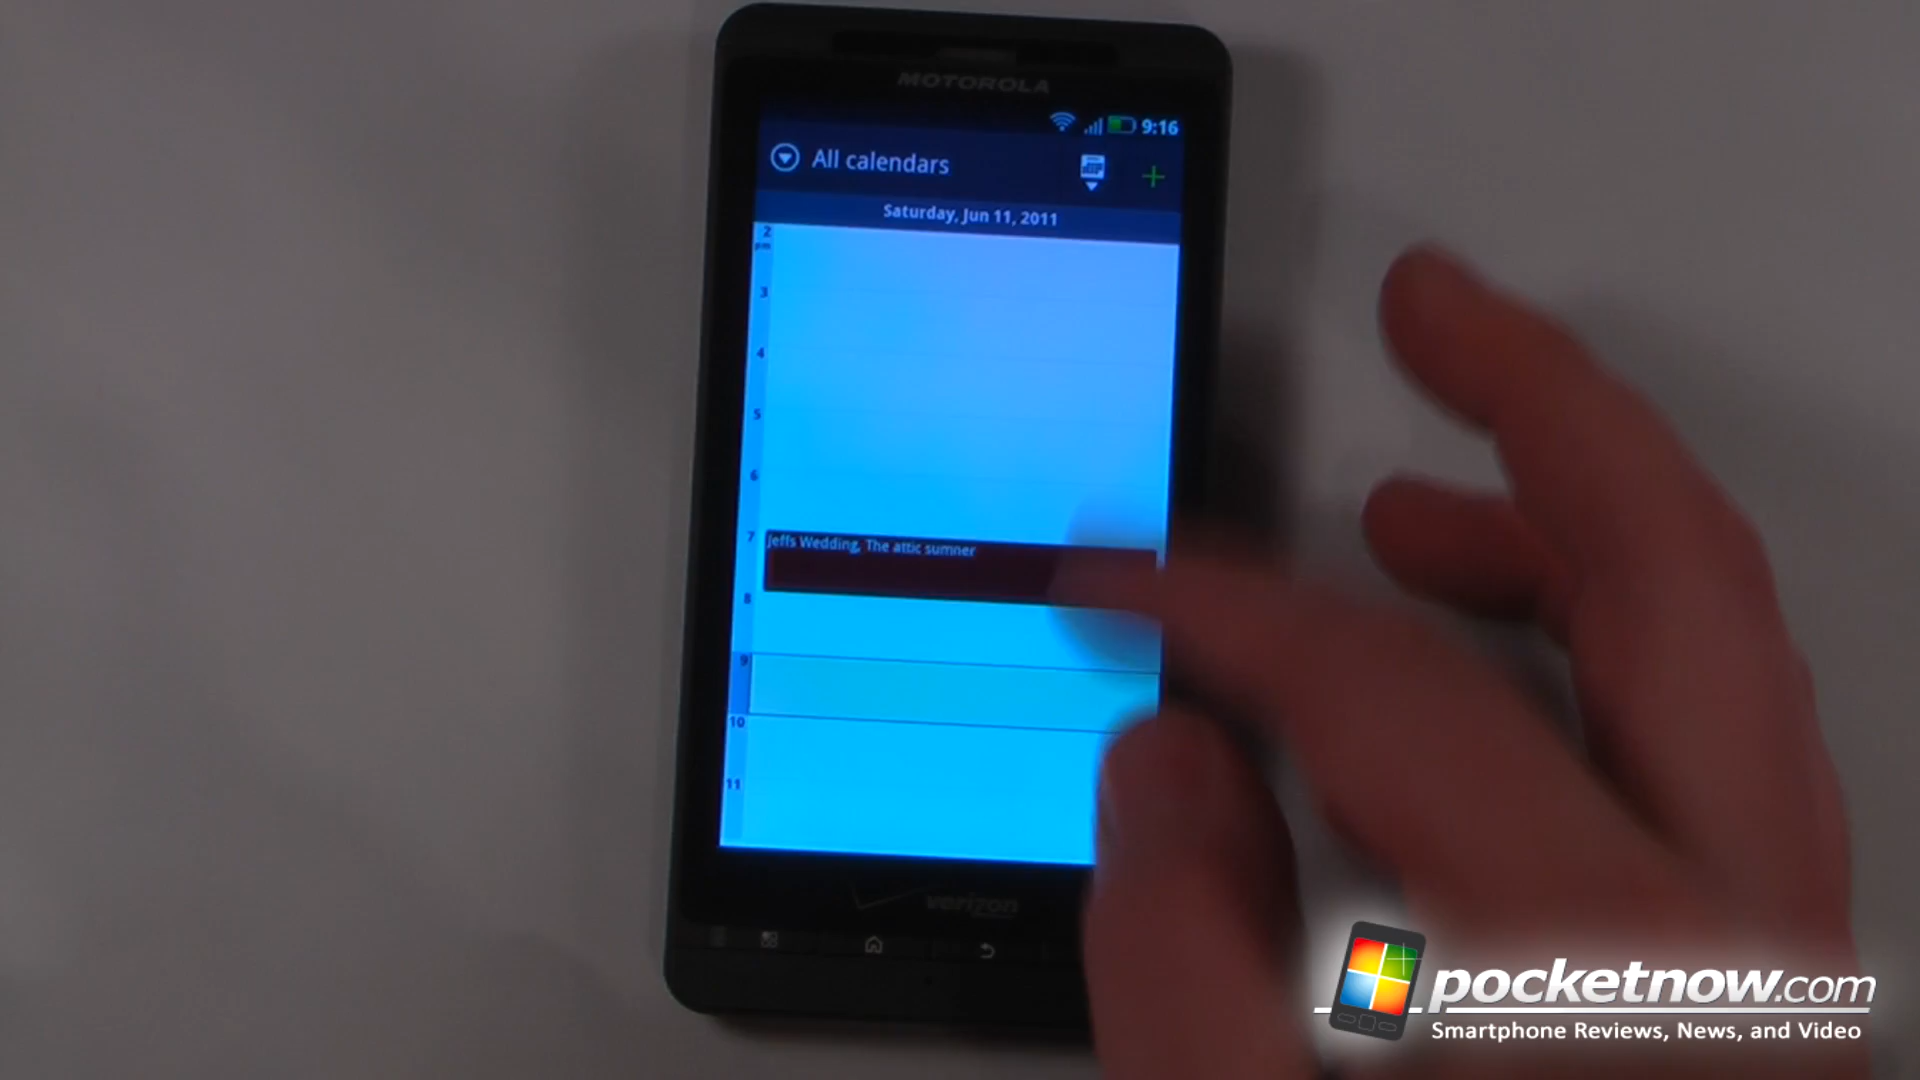 MOTOROLA
9:16
All calendars
+
Saturday, Jun 11, 2011
2
pm
3
4
5
6
7
Jeffs Wedding, The attic sumner
8
9
10
11
verizon
pocketnow.com
Smartphone Reviews, News, and Video